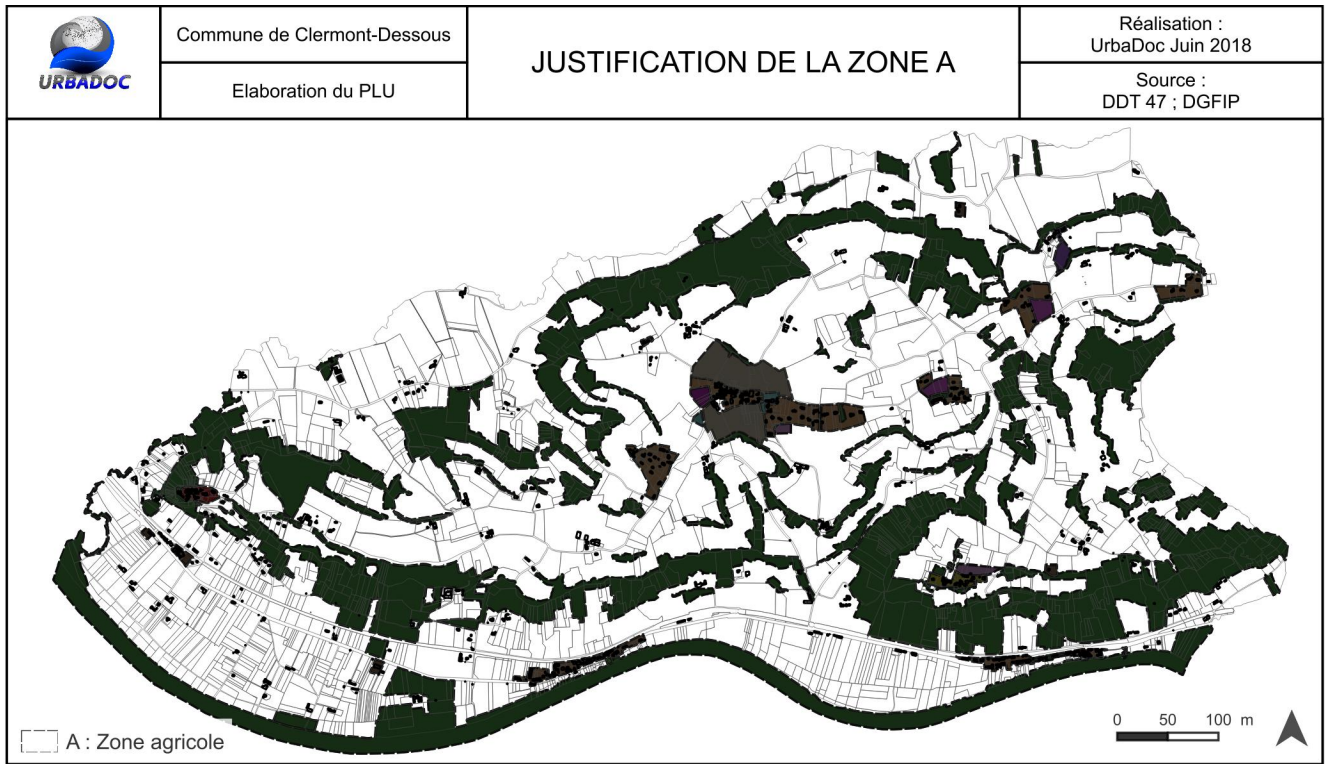 URBADOC
Commune de Clermont-Dessous
Elaboration du PLU
JUSTIFICATION DE LA ZONE A
Réalisation :
UrbaDoc Juin 2018
Source :
DDT 47 ; DGFIP
A : Zone agricole
0 50 100 m